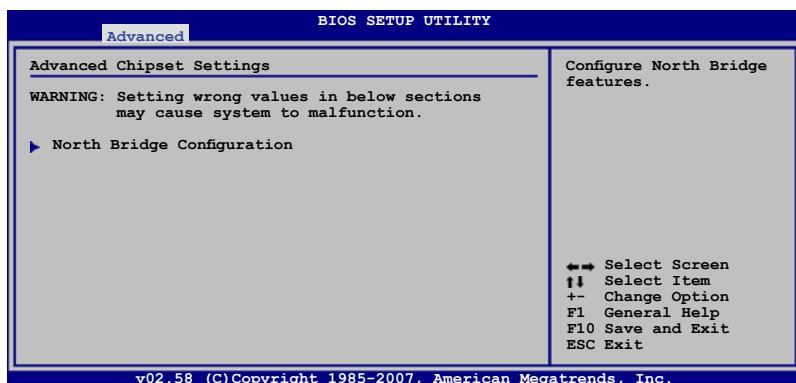 BIOS SETUP UTILITY
Advanced
Advanced Chipset Settings
WARNING: Setting wrong values in below sections
may cause system to malfunction.
North Bridge Configuration
Configure North Bridge
features.
Select Screen
Select Item
+- Change Option
F1 General Help
F10 Save and Exit
ESC Exit
v02.58 (C)Copyright 1985-2007, American Megatrends, Inc.